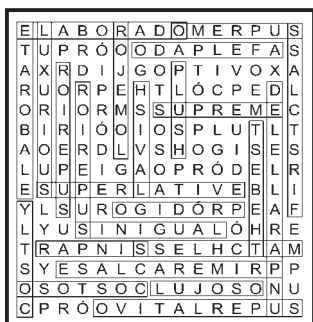 ELABORADOMERPUS
TUPRÓOODAPLEFAS
AXRDIJGOPTIVOXA
RUORPEHTLÓCPEDL
ORIORMSSUPREMEC
BIRIÓOIOSPLUTLT
AOERDLVSHOGISES
LUPEIGAOPRÓDELR
ESUPERLATIVEBLI
YLSUROGIDÓRPEAF
LYUSINIGUALÓHRE
TRAPNISSELHCTAM
SYESALCAREMIRPP
OSOTSOCLUJOSONU
CPRÓOVITALREPUS